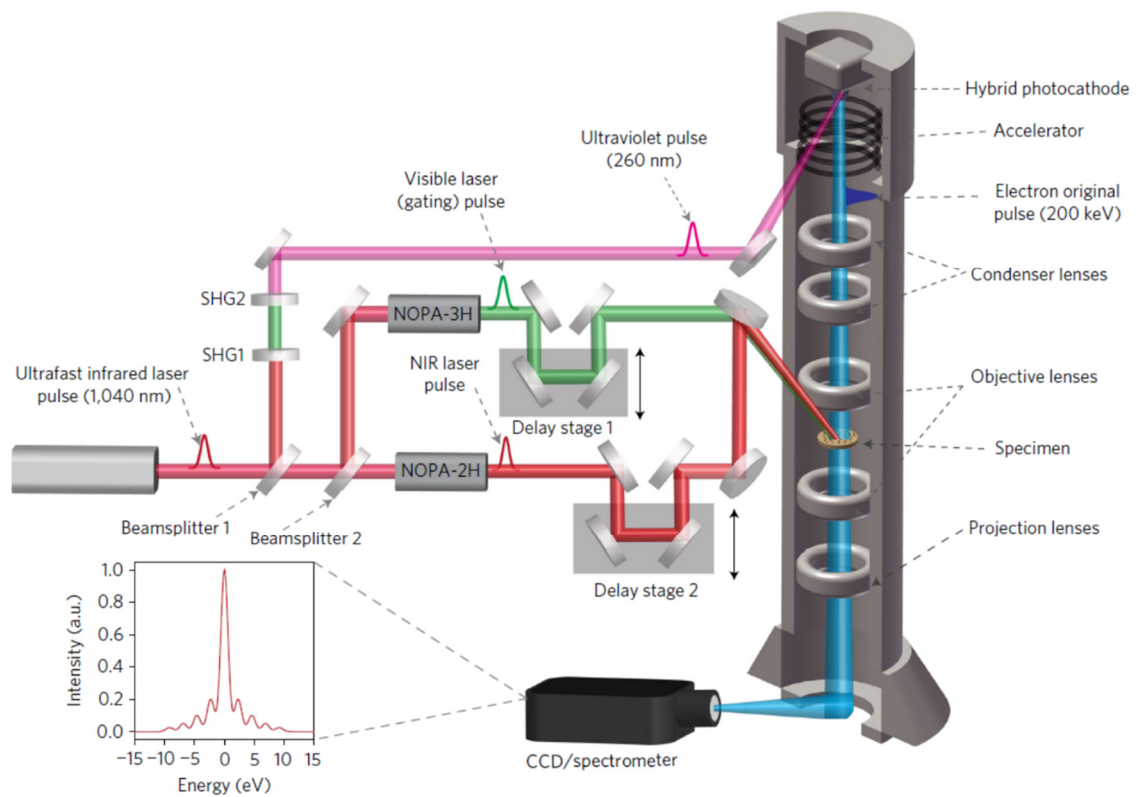 Hybrid photocathode
Accelerator
Ultraviolet pulse
(260 nm)
Visible laser
(gating) pulse
Electron original
pulse (200 keV)
Condenser lenses
SHG2
NOPA-3H
SHG1
NIR laser
pulse
Ultrafast infrared laser
pulse (1,040 nm)
Objective lenses
Delay stage 1
Specimen
NOPA-2H
Beamsplitter 1
Beamsplitter 2
Projection lenses
Delay stage 2
Intensity (a.u.)
1.0
0.8
0.6
0.4
0.2
0.0
−15 −10 −5 0 5 10 15
Energy (eV)
CCD/spectrometer